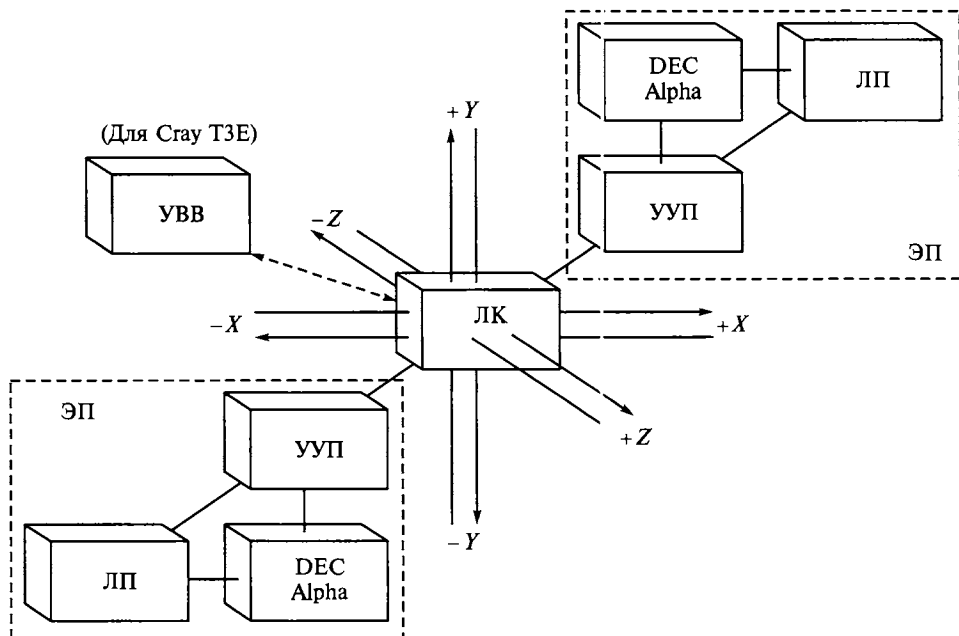 DEC
Alpha
ЛП
+Y
(Для Cray T3E)
УВВ
УУП
-Z
ЭП
ЛК
-X
+X
ЭП
УУП
+Z
-Y
ЛП
DEC
Alpha